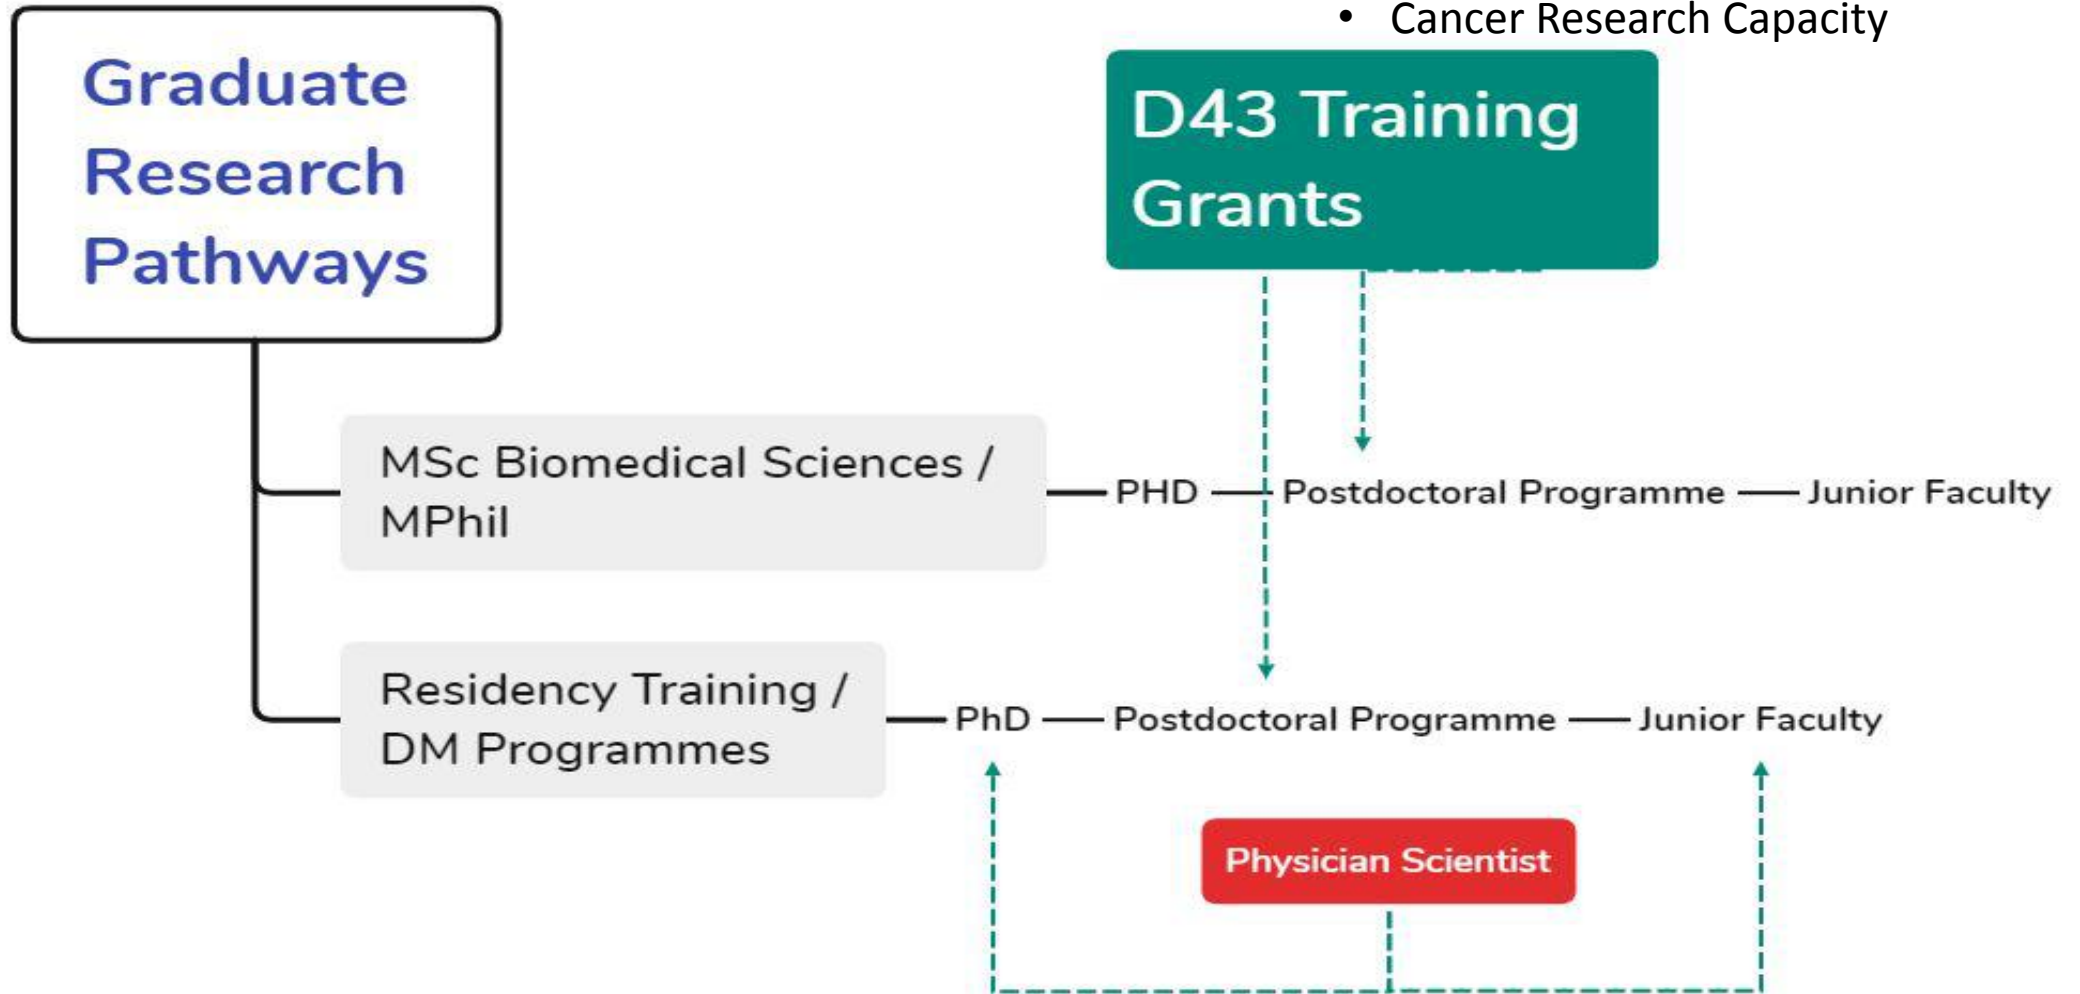 • Cancer Research Capacity
Graduate
Research
Pathways
D43 Training
Grants
MSc Biomedical Sciences /
MPhil
PHD
Postdoctoral Programme
Junior Faculty
Residency Training /
DM Programmes
PhD
Postdoctoral Programme
Junior Faculty
Physician Scientist